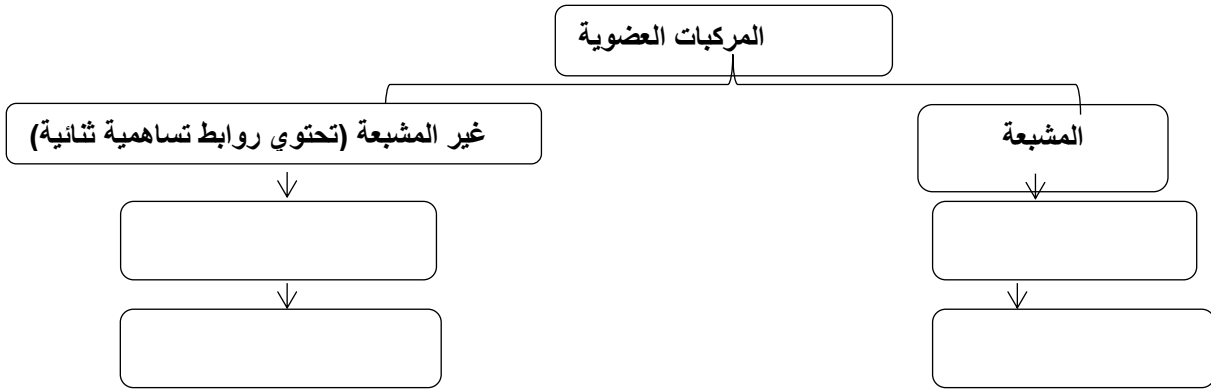 المركبات العضوية
المشبعة
غير المشبعة (تحتوي روابط تساهمية ثنائية)